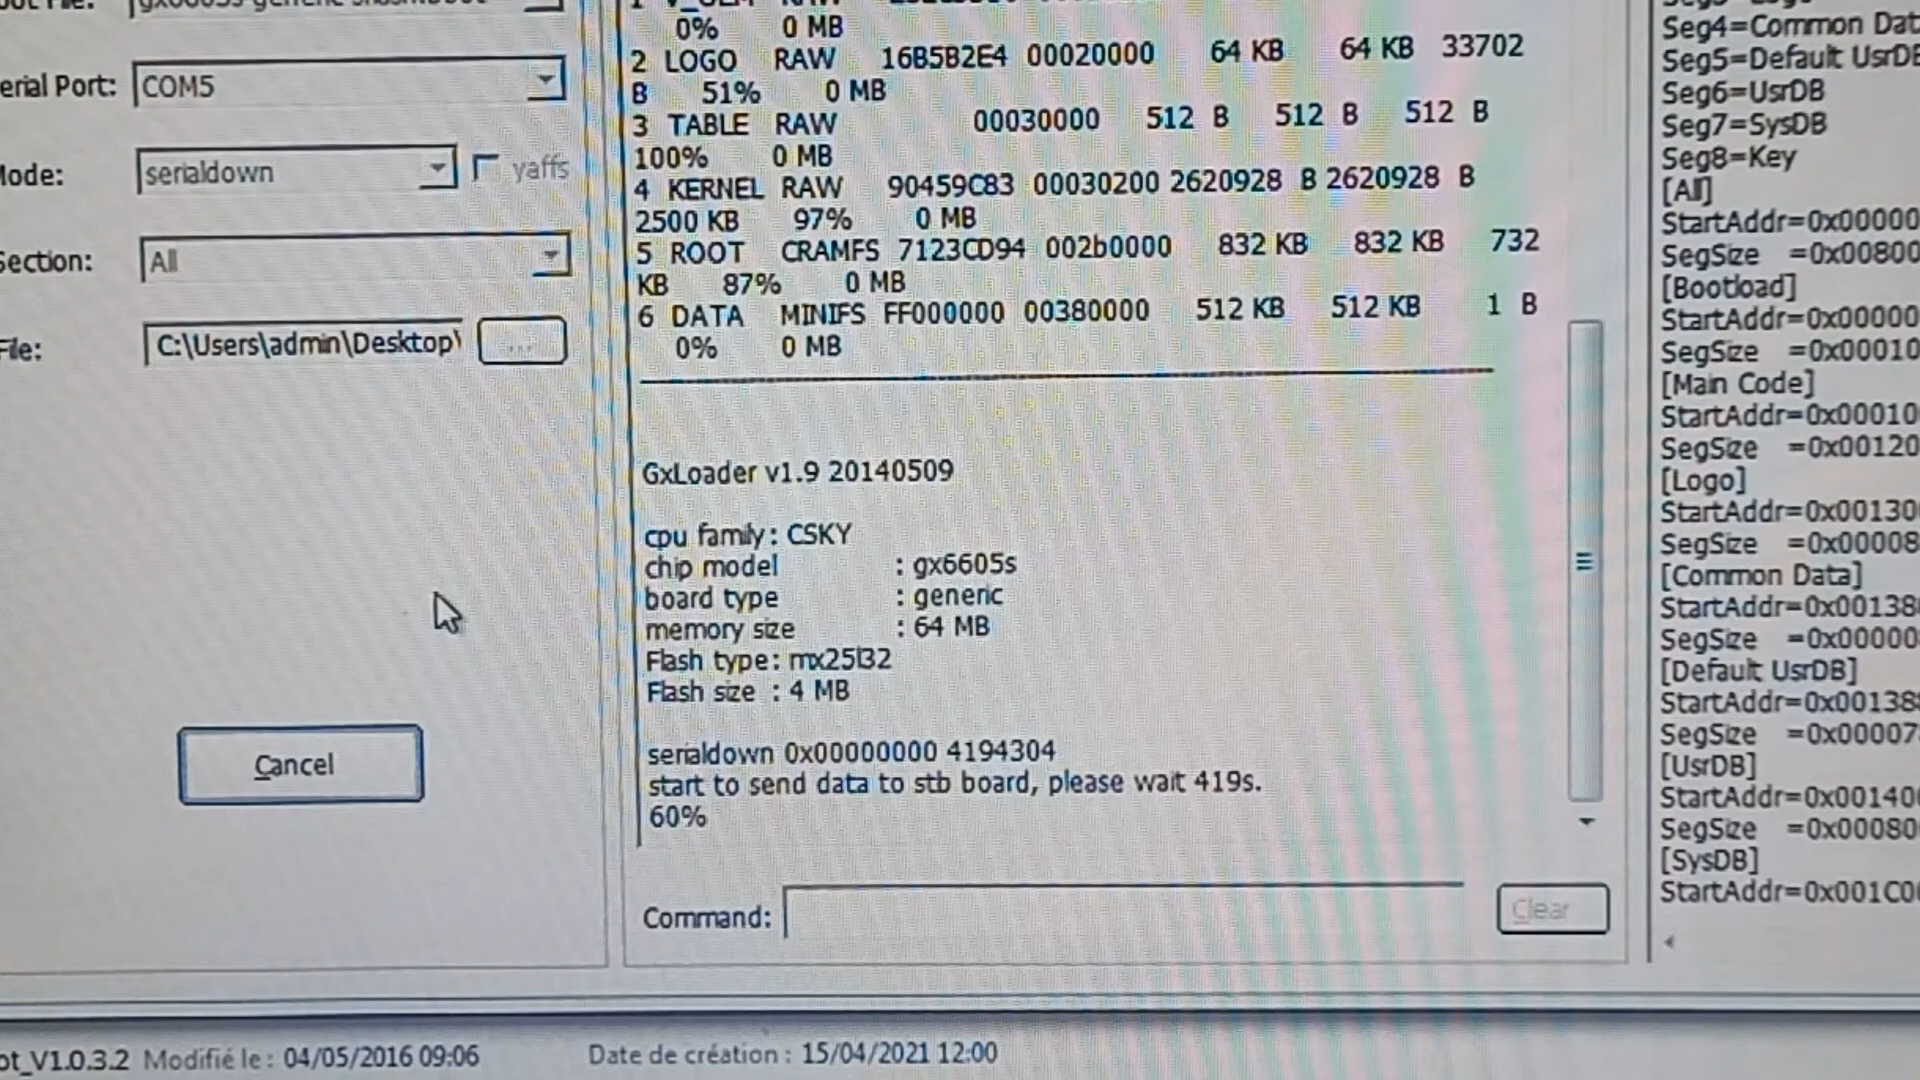 COM5
serialdown
yaffs
All
File:
C:\Users\admin\Desktop\
...
Cancel
0% 0 MB
2 LOGO RAW 16B5B2E4 00020000 64 KB 64 KB 33702
B 51% 0 MB
3 TABLE RAW 00030000 512 B 512 B 512 B
100% 0 MB
4 KERNEL RAW 90459C83 00030200 2620928 B 2620928 B
2500 KB 97% 0 MB
5 ROOT CRAMFS 7123CD94 002b0000 832 KB 832 KB 732
KB 87% 0 MB
6 DATA MINIFS FF000000 00380000 512 KB 512 KB 1 B
0% 0 MB
GxLoader v1.9 20140509
cpu family : CSKY
chip model : gx6605s
board type : generic
memory size : 64 MB
Flash type : mx25l32
Flash size : 4 MB
serialdown 0x00000000 4194304
start to send data to stb board, please wait 419s.
60%
Command:
Clear
Seg4=Common Dat
Seg5=Default UsrDB
Seg6=UsrDB
Seg7=SysDB
Seg8=Key
[All]
StartAddr=0x00000
SegSize =0x00800
[Bootload]
StartAddr=0x00000
SegSize =0x00010
[Main Code]
StartAddr=0x00010
SegSize =0x00120
[Logo]
StartAddr=0x00130
SegSize =0x00008
[Common Data]
StartAddr=0x00138
SegSize =0x00000
[Default UsrDB]
StartAddr=0x00138
SegSize =0x00007
[UsrDB]
StartAddr=0x00140
SegSize =0x00080
[SysDB]
StartAddr=0x001C0
ot_V1.0.3.2 Modifié le : 04/05/2016 09:06 Date de création : 15/04/2021 12:00